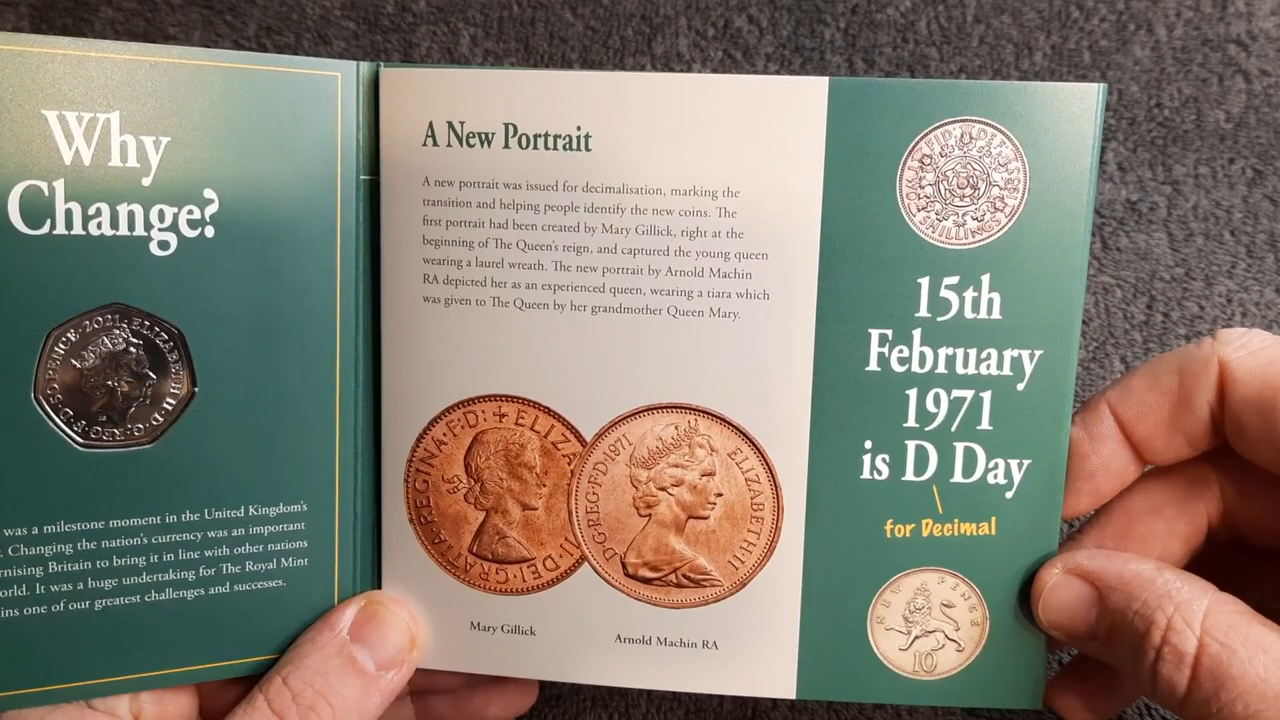 Why
Change?
50 PENCE·2021·ELIZABETH II·D·G·REG·F·D·
was a milestone moment in the United Kingdom's
Changing the nation's currency was an important
rnising Britain to bring it in line with other nations
orld. It was a huge undertaking for The Royal Mint
ins one of our greatest challenges and successes.
A New Portrait
A new portrait was issued for decimalisation, marking the
transition and helping people identify the new coins. The
first portrait had been created by Mary Gillick, right at the
beginning of The Queen's reign, and captured the young queen
wearing a laurel wreath. The new portrait by Arnold Machin
RA depicted her as an experienced queen, wearing a tiara which
was given to The Queen by her grandmother Queen Mary.
+ELIZA II·DEI·GRATIA·REGINA·F:D:
D·G·REG·F·D·1971 ELIZABETH II
Mary Gillick
Arnold Machin RA
FID:DEF
TWO
SHILLINGS
15th
February
1971
is D Day
for Decimal
NEW PENCE
10